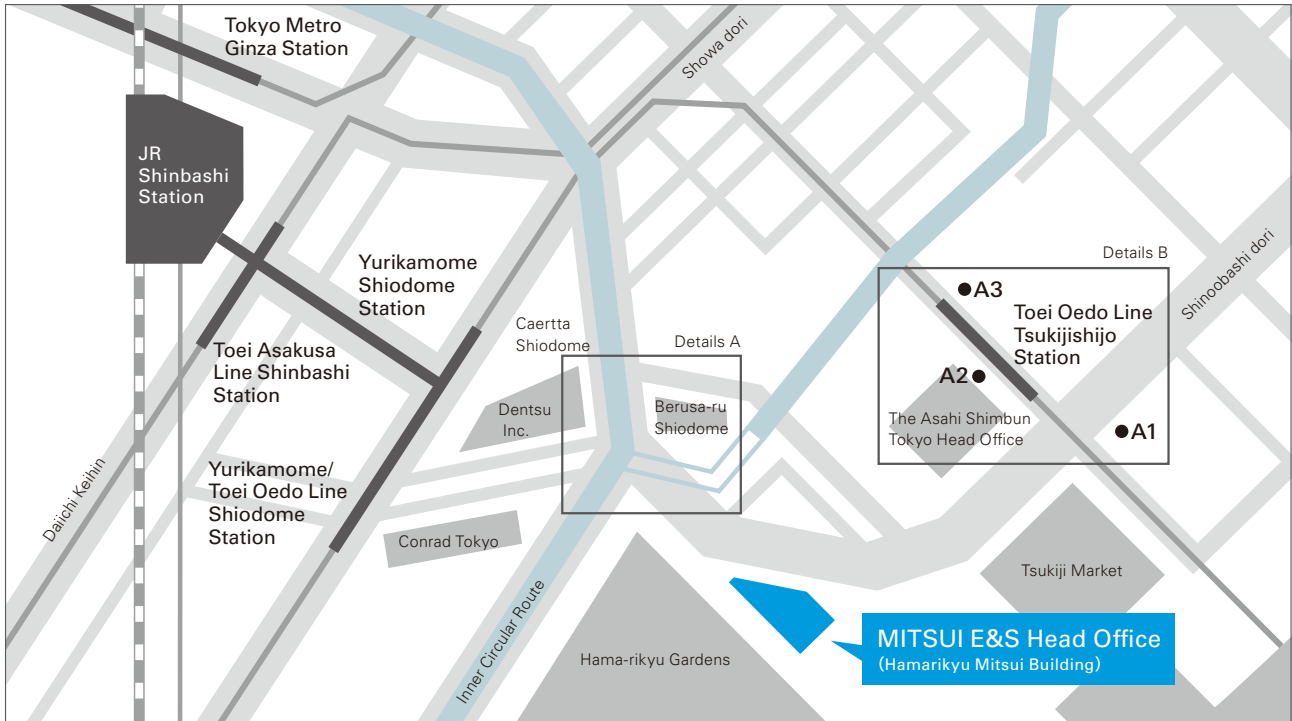 Tokyo Metro
Ginza Station
Showa dori
JR
Shinbashi
Station
Yurikamome
Shiodome
Station
Details B
Shinoobashi dori
A3
Toei Oedo Line
Tsukijishijo
Station
Caertta
Shiodome
Details A
Toei Asakusa
Line Shinbashi
Station
A2
Dentsu
Inc.
Berusa-ru
Shiodome
The Asahi Shimbun
Tokyo Head Office
A1
Daiichi Keihin
Yurikamome/
Toei Oedo Line
Shiodome
Station
Conrad Tokyo
Tsukiji Market
Inner Circular Route
Hama-rikyu Gardens
MITSUI E&S Head Office
(Hamarikyu Mitsui Building)